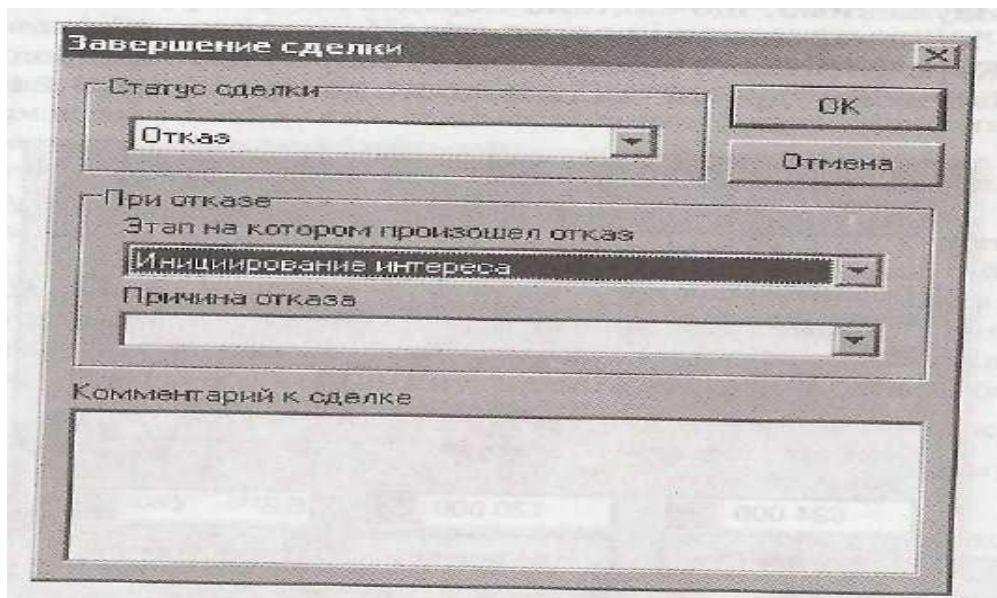 Завершение сделки
Статус сделки
OK
Отказ
Отмена
При отказе
Этап на котором произошел отказ
Инициирование интереса
Причина отказа
Комментарий к сделке